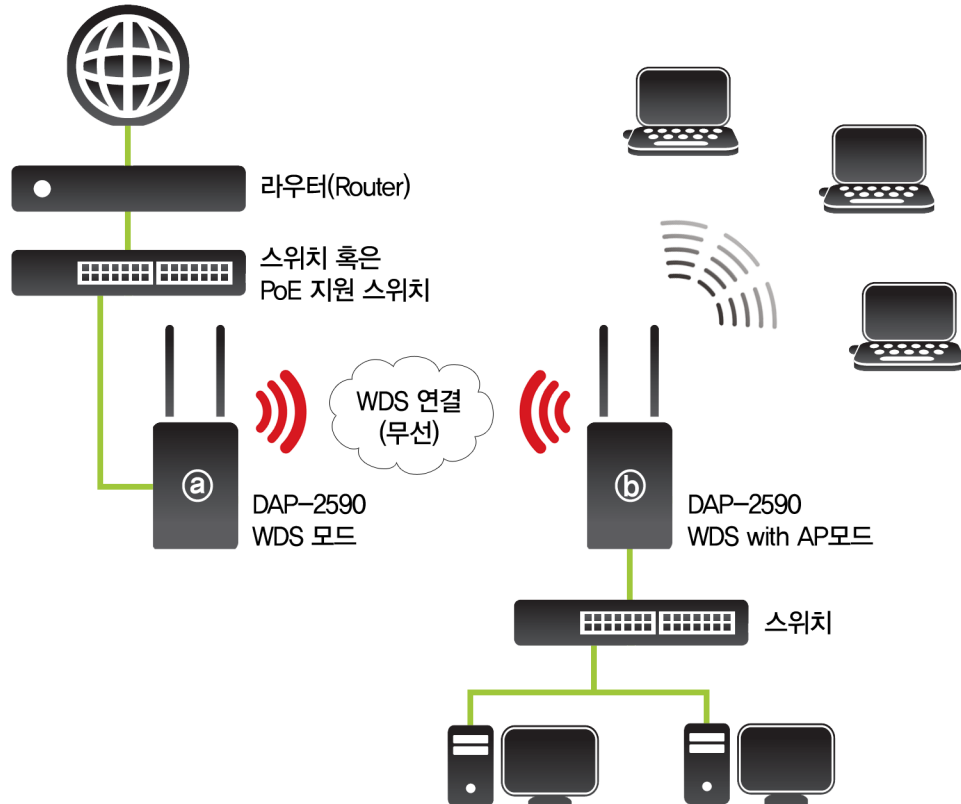 라우터(Router)
스위치 혹은
PoE 지원 스위치
WDS 연결
(무선)
ⓐ
DAP-2590
WDS 모드
ⓑ
DAP-2590
WDS with AP모드
스위치